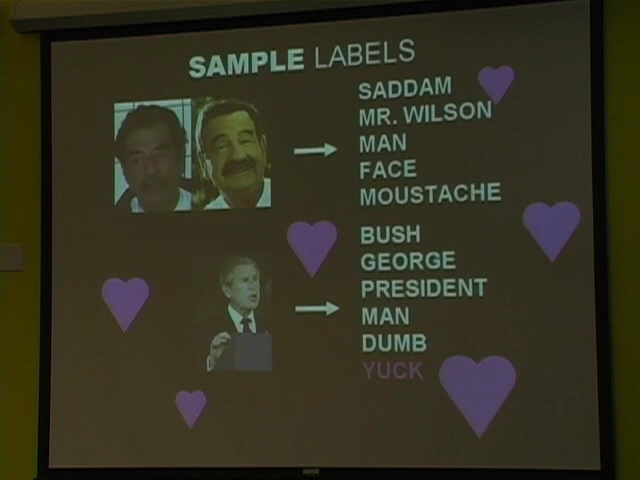 SAMPLE LABELS
SADDAM
MR. WILSON
MAN
FACE
MOUSTACHE
BUSH
GEORGE
PRESIDENT
MAN
DUMB
YUCK